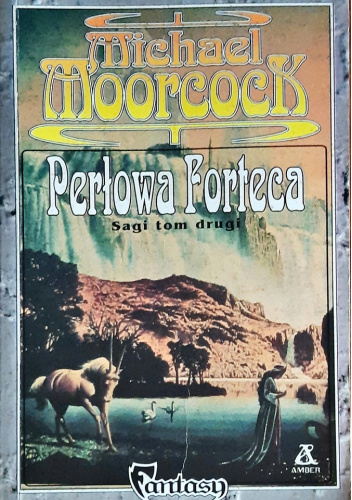 Michael
Moorcock
Perłowa Forteca
Sagi tom drugi
AMBER
Fantasy